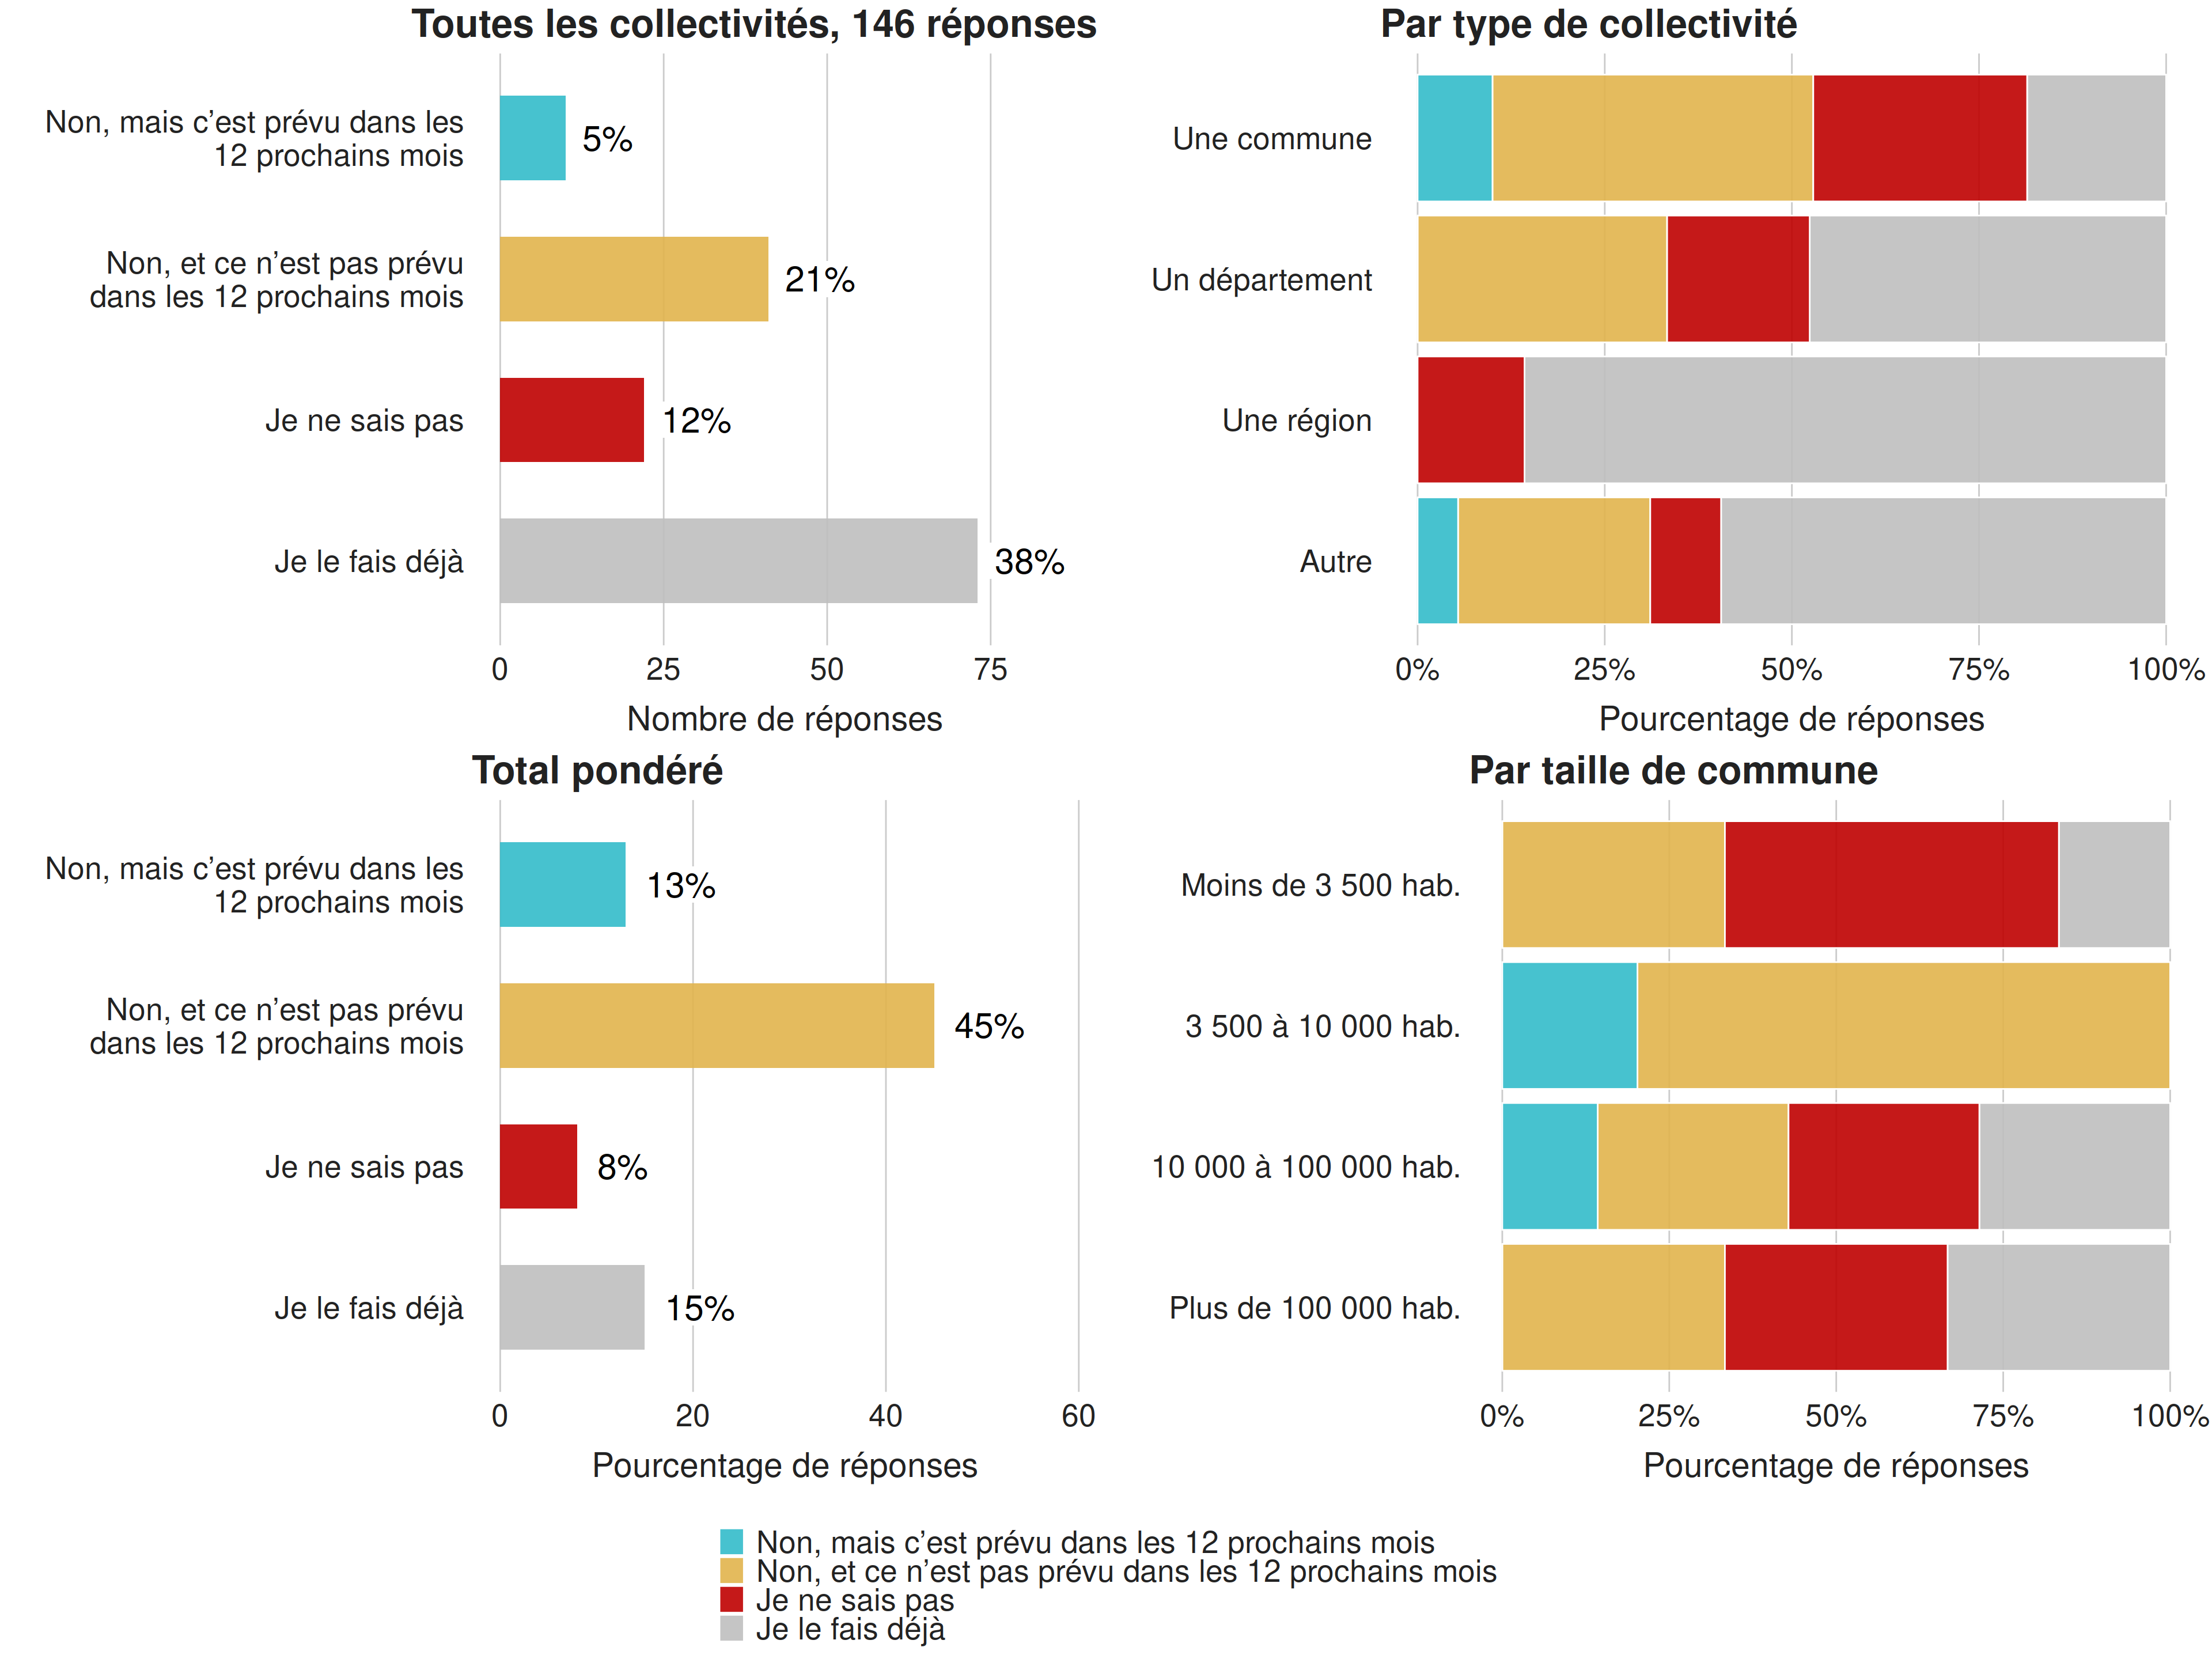 Toutes les collectivités, 146 réponses
Non, mais c’est prévu dans les
12 prochains mois
5%
Non, et ce n’est pas prévu
dans les 12 prochains mois
21%
Je ne sais pas
12%
Je le fais déjà
38%
0 25 50 75
Nombre de réponses
Par type de collectivité
Une commune
Un département
Une région
Autre
0% 25% 50% 75% 100%
Pourcentage de réponses
Total pondéré
Non, mais c’est prévu dans les
12 prochains mois
13%
Non, et ce n’est pas prévu
dans les 12 prochains mois
45%
Je ne sais pas
8%
Je le fais déjà
15%
0 20 40 60
Pourcentage de réponses
Par taille de commune
Moins de 3 500 hab.
3 500 à 10 000 hab.
10 000 à 100 000 hab.
Plus de 100 000 hab.
0% 25% 50% 75% 100%
Pourcentage de réponses
Non, mais c’est prévu dans les 12 prochains mois
Non, et ce n’est pas prévu dans les 12 prochains mois
Je ne sais pas
Je le fais déjà